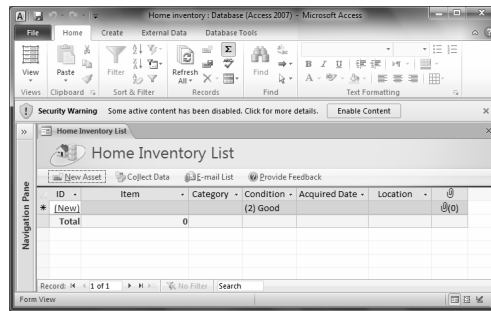 Home inventory : Database (Access 2007) - Microsoft Access
File Home Create External Data Database Tools
View Paste Filter Refresh All Find
Views Clipboard Sort & Filter Records Find Text Formatting
Security Warning Some active content has been disabled. Click for more details. Enable Content
Home Inventory List
Home Inventory List
New Asset Collect Data E-mail List Provide Feedback
ID Item Category Condition Acquired Date Location
(New) (2) Good (0)
Total 0
Navigation Pane
Record: 1 of 1 No Filter Search
Form View